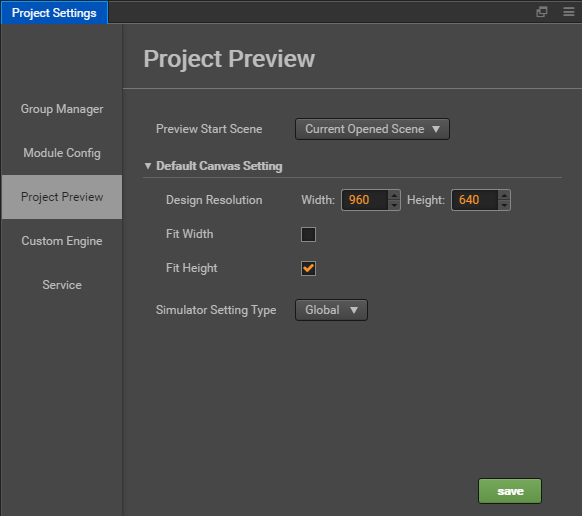 Project Settings
Project Preview
Group Manager
Module Config
Project Preview
Custom Engine
Service
Preview Start Scene Current Opened Scene
Default Canvas Setting
Design Resolution Width: 960 Height: 640
Fit Width
Fit Height
Simulator Setting Type Global
save